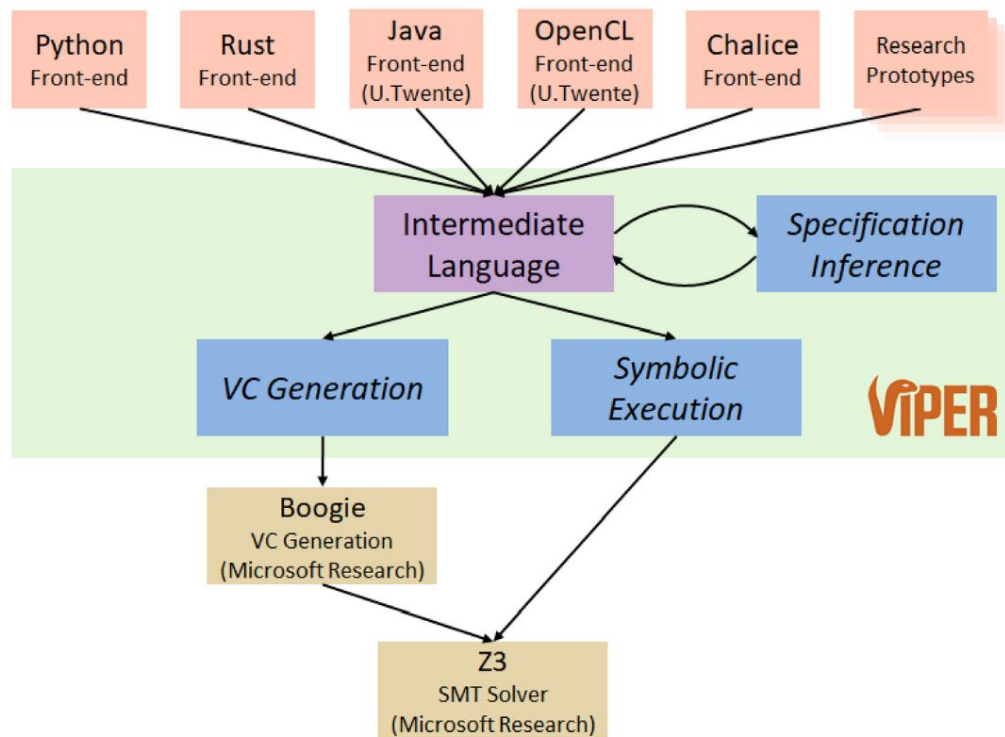 Python
Front-end
Rust
Front-end
Java
Front-end
(U.Twente)
OpenCL
Front-end
(U.Twente)
Chalice
Front-end
Research
Prototypes
Intermediate
Language
Specification
Inference
VC Generation
Symbolic
Execution
VIPER
Boogie
VC Generation
(Microsoft Research)
Z3
SMT Solver
(Microsoft Research)